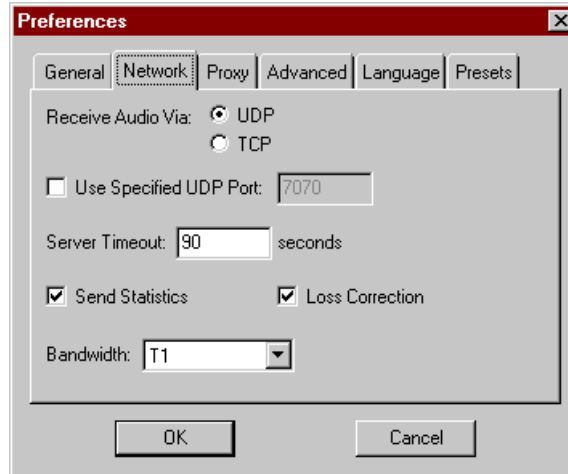 Preferences
General Network Proxy Advanced Language Presets
Receive Audio Via: UDP
TCP
Use Specified UDP Port: 7070
Server Timeout: 90 seconds
Send Statistics Loss Correction
Bandwidth: T1
OK Cancel